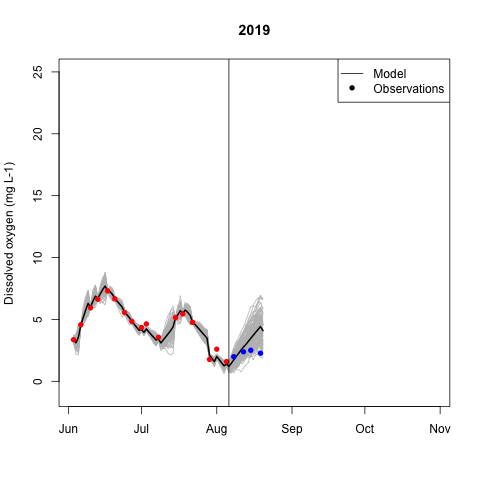 2019
Model
Observations
Dissolved oxygen (mg L-1)
25
20
15
10
5
0
Jun Jul Aug Sep Oct Nov